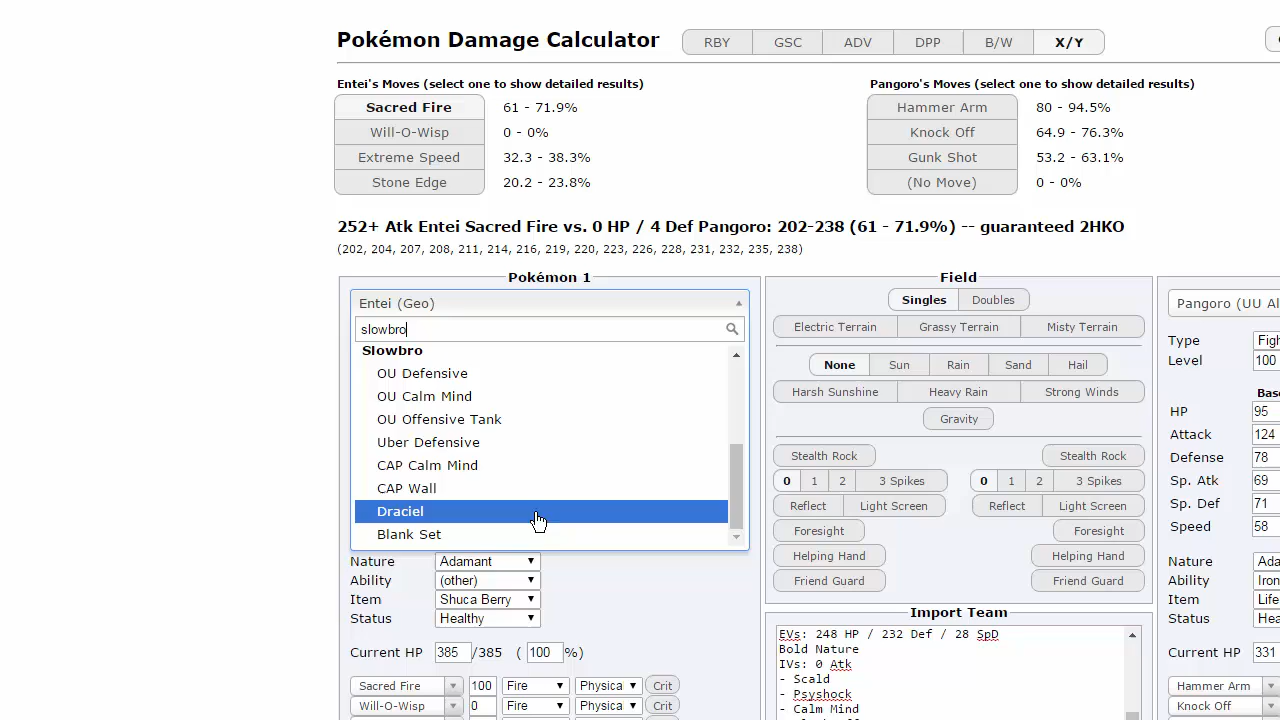 Pokémon Damage Calculator
RBY GSC ADV DPP B/W X/Y
Entei's Moves (select one to show detailed results)
Sacred Fire 61 - 71.9%
Will-O-Wisp 0 - 0%
Extreme Speed 32.3 - 38.3%
Stone Edge 20.2 - 23.8%
Pangoro's Moves (select one to show detailed results)
Hammer Arm 80 - 94.5%
Knock Off 64.9 - 76.3%
Gunk Shot 53.2 - 63.1%
(No Move) 0 - 0%
252+ Atk Entei Sacred Fire vs. 0 HP / 4 Def Pangoro: 202-238 (61 - 71.9%) -- guaranteed 2HKO
(202, 204, 207, 208, 211, 214, 216, 219, 220, 223, 226, 228, 231, 232, 235, 238)
Pokémon 1
Entei (Geo)
slowbro
Slowbro
OU Defensive
OU Calm Mind
OU Offensive Tank
Uber Defensive
CAP Calm Mind
CAP Wall
Draciel
Blank Set
Nature Adamant
Ability (other)
Item Shuca Berry
Status Healthy
Current HP 385 /385 ( 100 %)
Sacred Fire 100 Fire Physica Crit
Will-O-Wisp 0 Fire Physica Crit
Field
Singles Doubles
Electric Terrain Grassy Terrain Misty Terrain
None Sun Rain Sand Hail
Harsh Sunshine Heavy Rain Strong Winds
Gravity
Stealth Rock Stealth Rock
0 1 2 3 Spikes 0 1 2 3 Spikes
Reflect Light Screen Reflect Light Screen
Foresight Foresight
Helping Hand Helping Hand
Friend Guard Friend Guard
Import Team
EVs: 248 HP / 232 Def / 28 SpD
Bold Nature
IVs: 0 Atk
- Scald
- Psyshock
- Calm Mind
Pangoro (UU Al
Type Figh
Level 100
Base
HP 95
Attack 124
Defense 78
Sp. Atk 69
Sp. Def 71
Speed 58
Nature Ada
Ability Iron
Item Life
Status Hea
Current HP 331
Hammer Arm
Knock Off